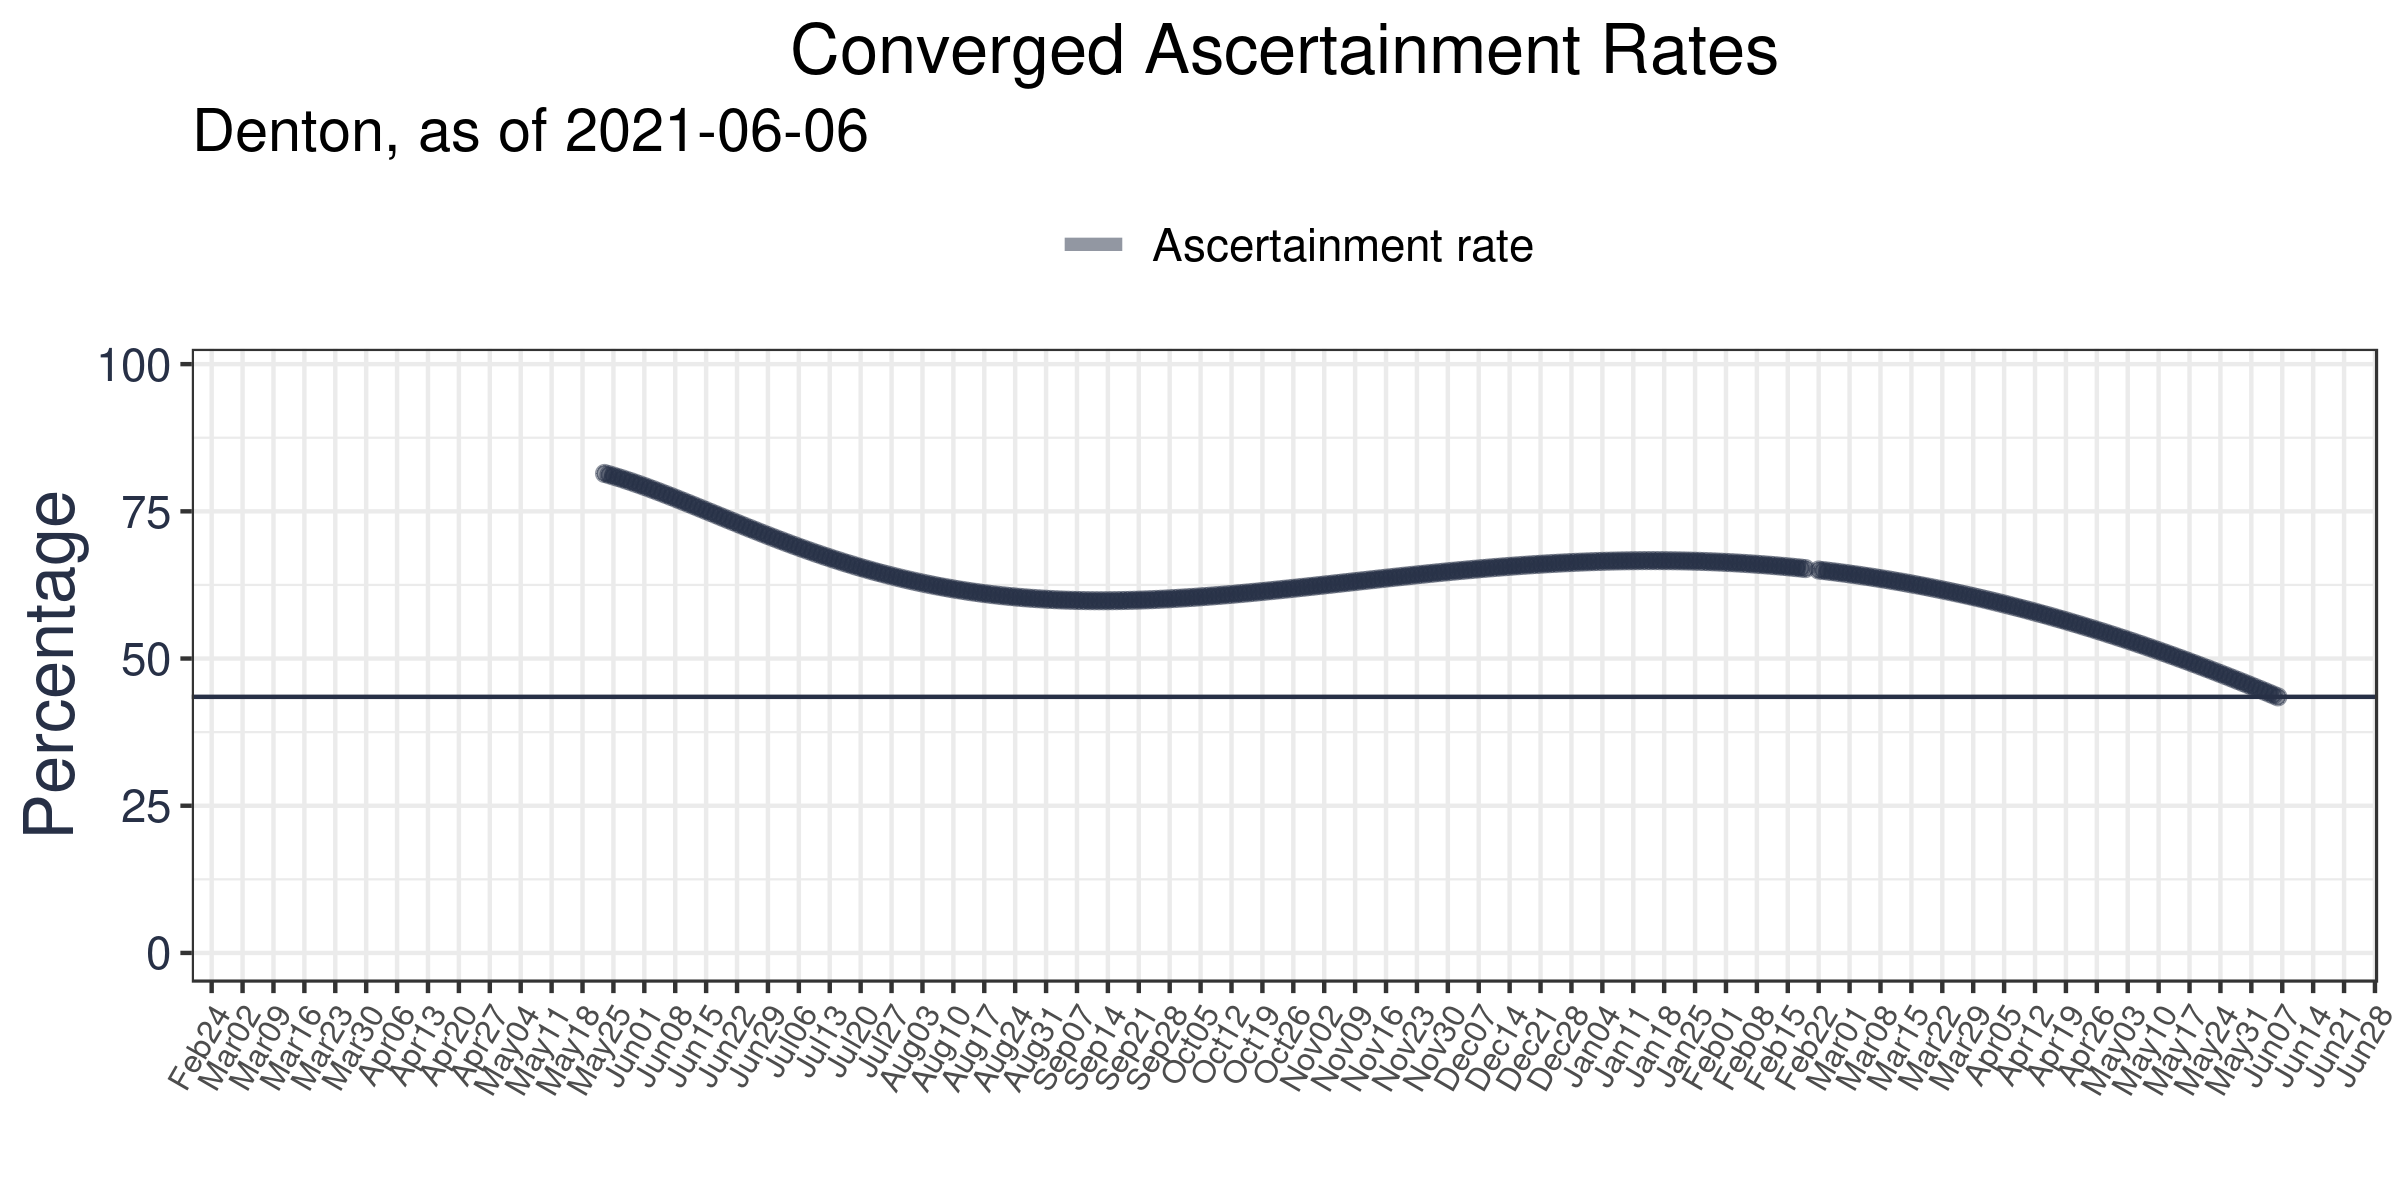 Converged Ascertainment Rates
Denton, as of 2021-06-06
Ascertainment rate
Percentage
100
75
50
25
0
Feb24 Mar02 Mar09 Mar16 Mar23 Mar30 Apr06 Apr13 Apr20 Apr27 May04 May11 May18 May25 Jun01 Jun08 Jun15 Jun22 Jun29 Jul06 Jul13 Jul20 Jul27 Aug03 Aug10 Aug17 Aug24 Aug31 Sep07 Sep14 Sep21 Sep28 Oct05 Oct12 Oct19 Oct26 Nov02 Nov09 Nov16 Nov23 Nov30 Dec07 Dec14 Dec21 Dec28 Jan04 Jan11 Jan18 Jan25 Feb01 Feb08 Feb15 Feb22 Mar01 Mar08 Mar15 Mar22 Mar29 Apr05 Apr12 Apr19 Apr26 May03 May10 May17 May24 May31 Jun07 Jun14 Jun21 Jun28